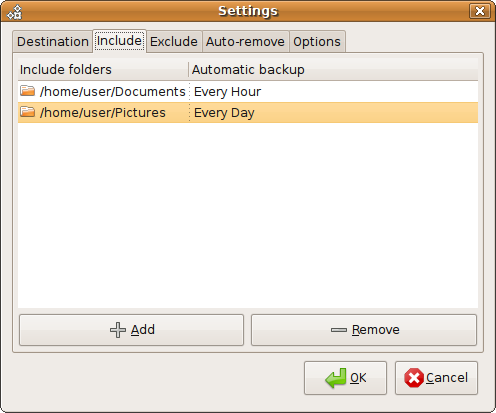 Settings
Destination Include Exclude Auto-remove Options
Include folders Automatic backup
/home/user/Documents Every Hour
/home/user/Pictures Every Day
Add Remove
OK Cancel